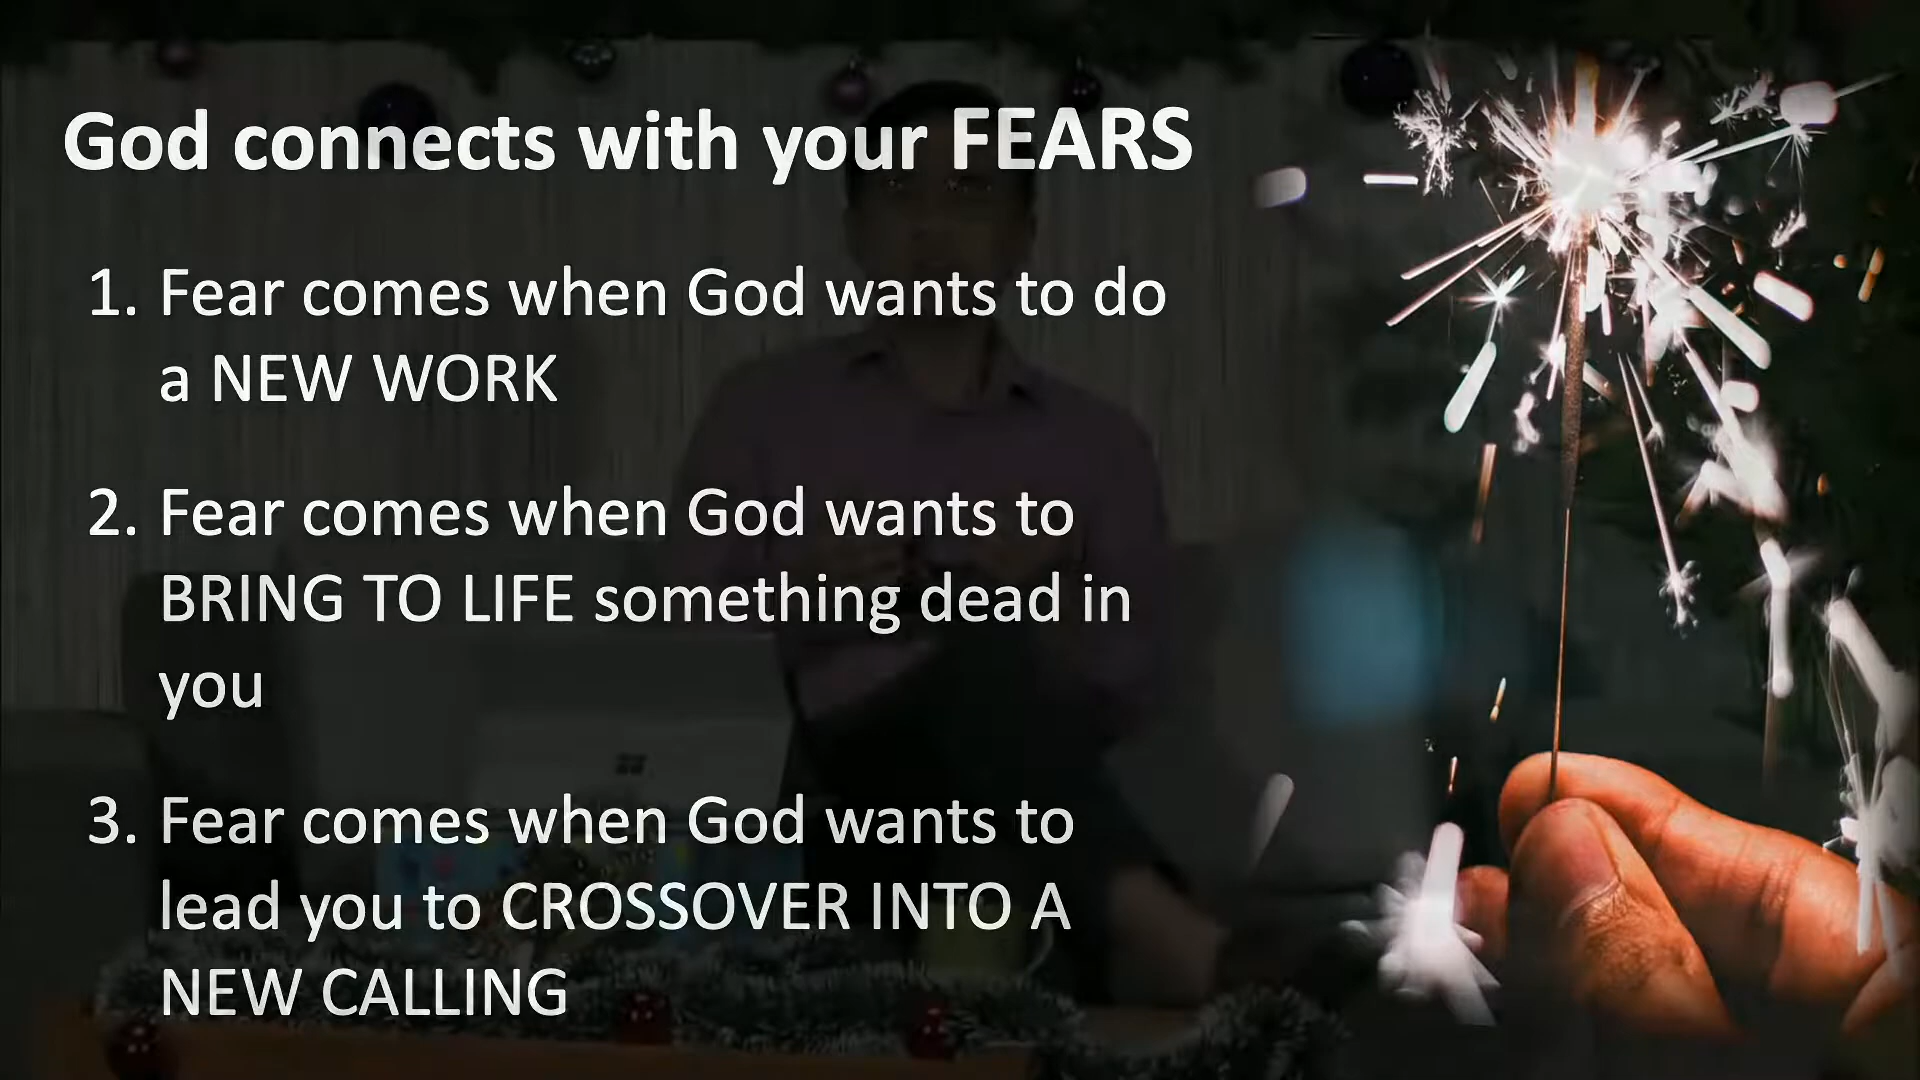 God connects with your FEARS
1. Fear comes when God wants to do
a NEW WORK
2. Fear comes when God wants to
BRING TO LIFE something dead in
you
3. Fear comes when God wants to
lead you to CROSSOVER INTO A
NEW CALLING